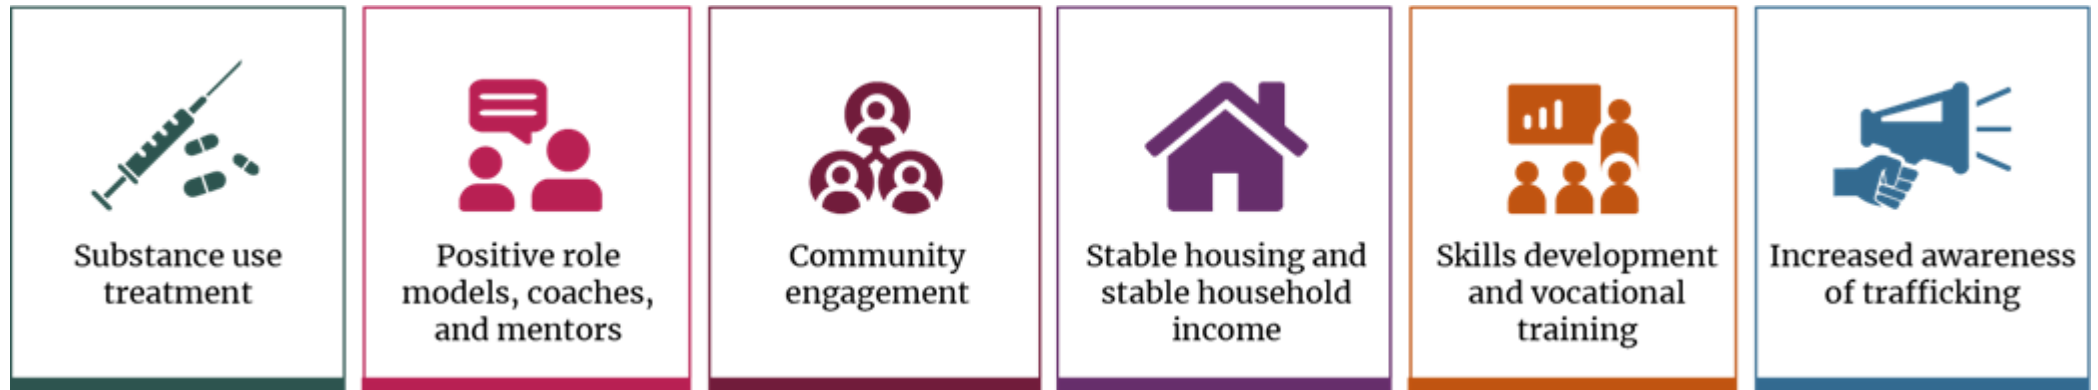 Substance use
treatment
Positive role
models, coaches,
and mentors
Community
engagement
Stable housing and
stable household
income
Skills development
and vocational
training
Increased awareness
of trafficking